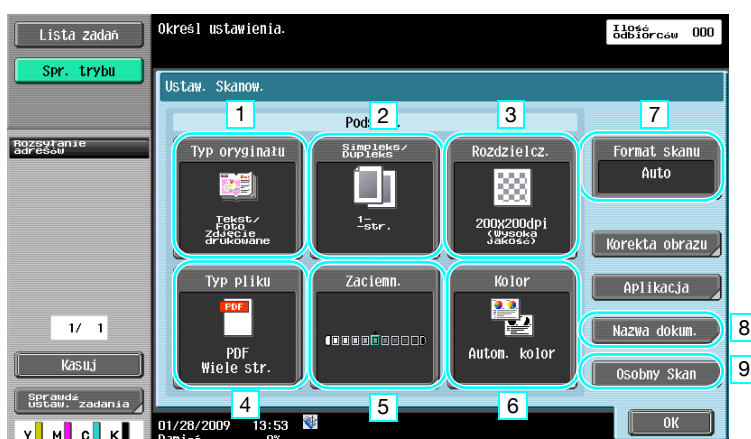 Lista zadań
Określ ustawienia.
Ilość
odbiorców 000
Spr. trybu
Ustaw. Skanow.
1
2
3
7
Rozsyłanie
adresów
Typ oryginału
Simpleks/
Dupleks
Rozdzielcz.
Format skanu
Auto
Tekst/
Foto
Zdjęcie
drukowane
1-
-str.
200X200dpi
(Wysoka
jakość)
Korekta obrazu
Typ pliku
Zaciemn.
Kolor
Aplikacja
PDF
1/ 1
PDF
Wiele str.
Autom. kolor
Nazwa dokum.
8
Kasuj
Osobny Skan
9
4
5
6
Sprawdź
ustaw. zadania
01/28/2009 13:53
OK
Y M C K
Pamięć 0%